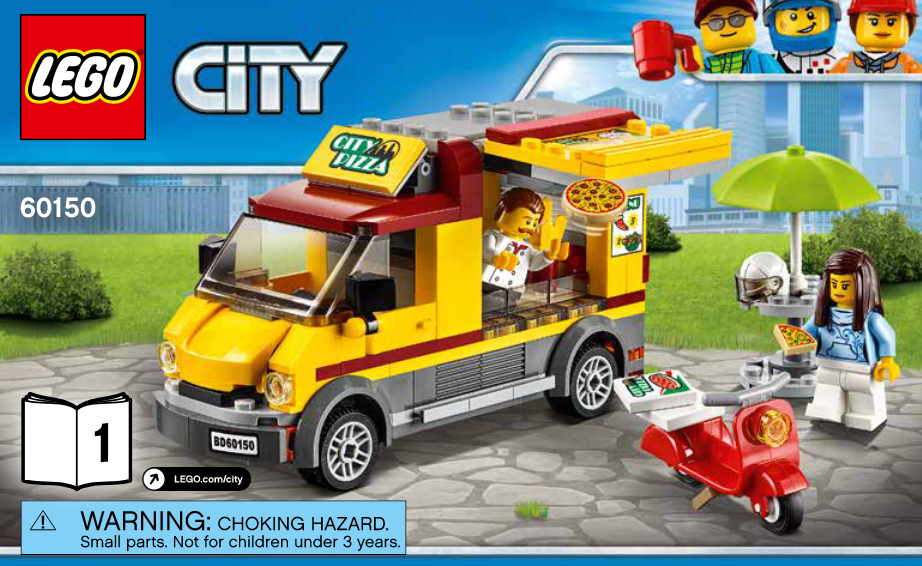 LEGO®
CITY
60150
CITY
PIZZA
BD60150
1
LEGO.com/city
WARNING: CHOKING HAZARD.
Small parts. Not for children under 3 years.